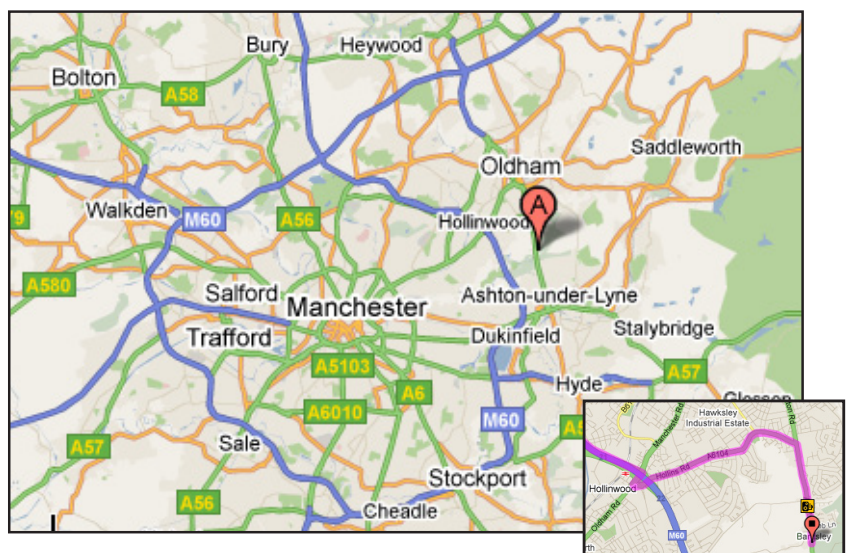 Bury
Heywood
Bolton
A58
Saddleworth
Oldham
A
Walkden
M60
A56
Hollinwood
A580
Salford
Manchester
Ashton-under-Lyne
Trafford
Dukinfield
Stalybridge
A5103
A57
A6
Hyde
A6010
M60
Sale
A57
Stockport
A56
Cheadle
Hawksley
Industrial Estate
Manchester Rd
A6104
Hollins Rd
Hollinwood
Oldham Rd
M60